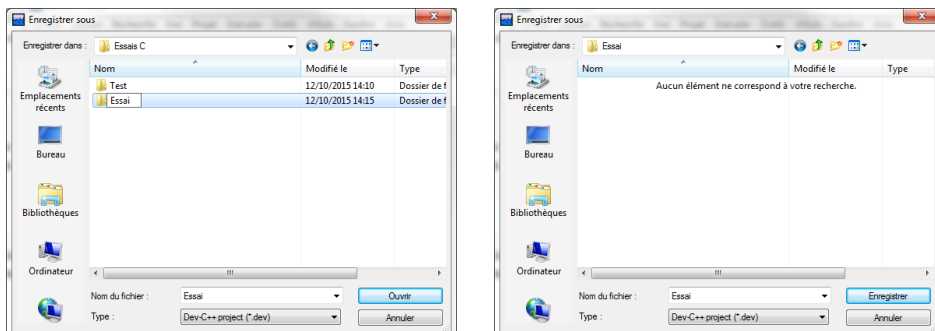 Enregistrer sous
Enregistrer dans :
Essais C
Nom
Modifié le
Type
Test
12/10/2015 14:10
Dossier de f
Essai
12/10/2015 14:15
Dossier de f
Emplacements
récents
Bureau
Bibliothèques
Ordinateur
Nom du fichier :
Essai
Ouvrir
Type :
Dev-C++ project (*.dev)
Annuler
Enregistrer sous
Enregistrer dans :
Essai
Nom
Modifié le
Type
Aucun élément ne correspond à votre recherche.
Emplacements
récents
Bureau
Bibliothèques
Ordinateur
Nom du fichier :
Essai
Enregistrer
Type :
Dev-C++ project (*.dev)
Annuler